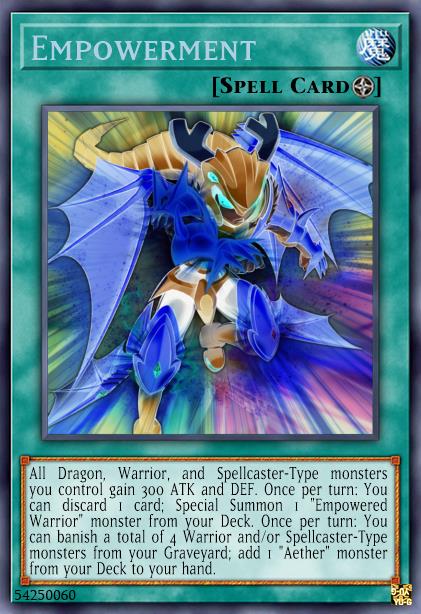 Empowerment
魔
[Spell Card]
All Dragon, Warrior, and Spellcaster-Type monsters
you control gain 300 ATK and DEF. Once per turn: You
can discard 1 card; Special Summon 1 "Empowered
Warrior" monster from your Deck. Once per turn: You
can banish a total of 4 Warrior and/or Spellcaster-Type
monsters from your Graveyard; add 1 "Aether" monster
from your Deck to your hand.
54250060